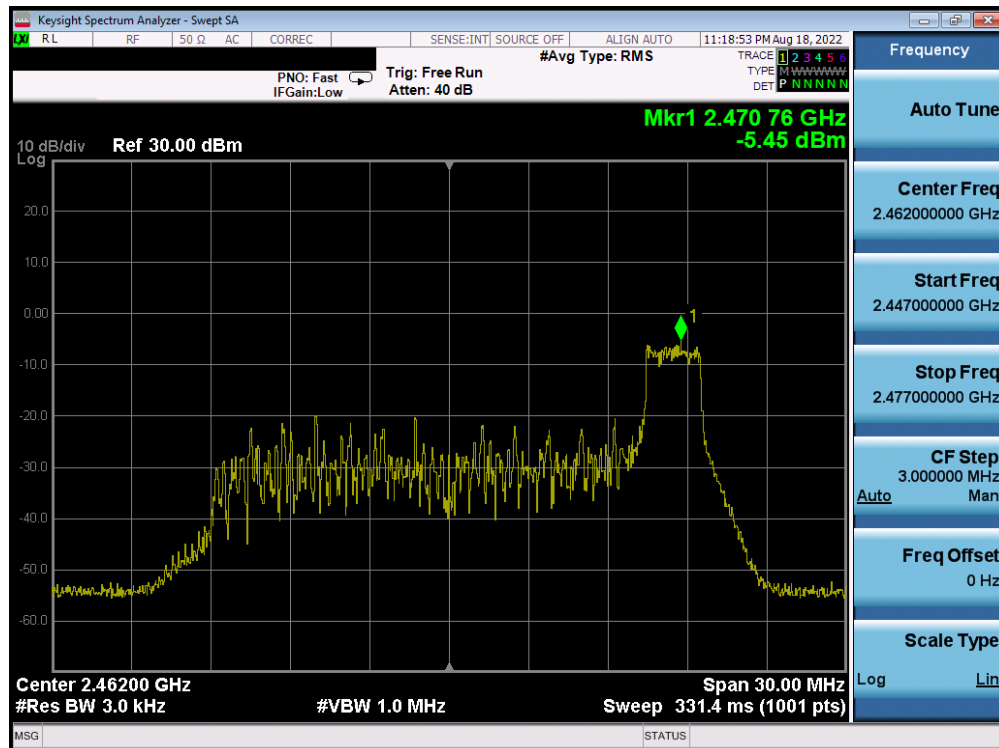 Keysight Spectrum Analyzer - Swept SA
LXI RL RF 50 Ω AC CORREC SENSE:INT SOURCE OFF ALIGN AUTO 11:18:53 PM Aug 18, 2022
#Avg Type: RMS
TRACE 1 2 3 4 5 6
PNO: Fast Trig: Free Run
TYPE M WWWWW
IFGain:Low Atten: 40 dB
DET P N N N N N
Mkr1 2.470 76 GHz
-5.45 dBm
10 dB/div Ref 30.00 dBm
Log
20.0
10.0
0.00
1
-10.0
-20.0
-30.0
-40.0
-50.0
-60.0
Center 2.46200 GHz Span 30.00 MHz
#Res BW 3.0 kHz #VBW 1.0 MHz Sweep 331.4 ms (1001 pts)
MSG STATUS
Frequency
Auto Tune
Center Freq
2.462000000 GHz
Start Freq
2.447000000 GHz
Stop Freq
2.477000000 GHz
CF Step
3.000000 MHz
Auto Man
Freq Offset
0 Hz
Scale Type
Log Lin